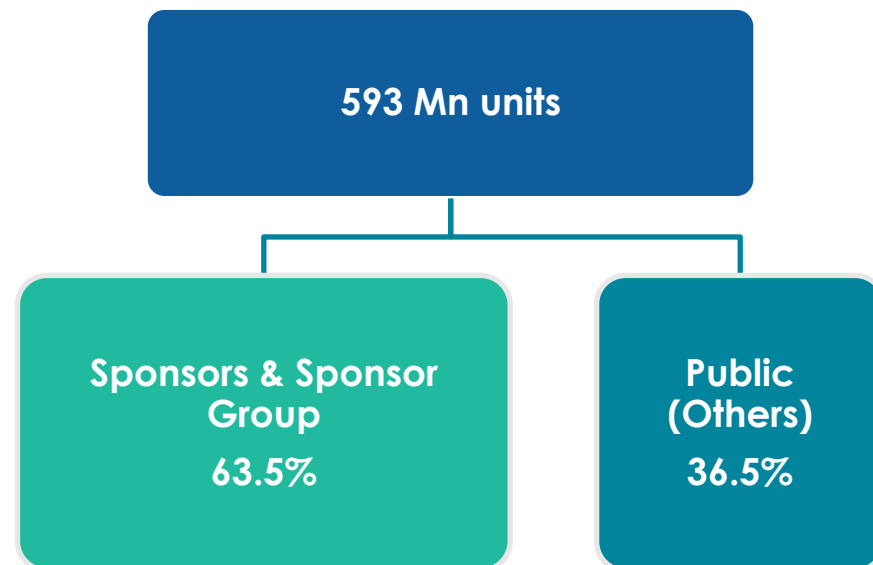 593 Mn units
Sponsors & Sponsor
Group
63.5%
Public
(Others)
36.5%